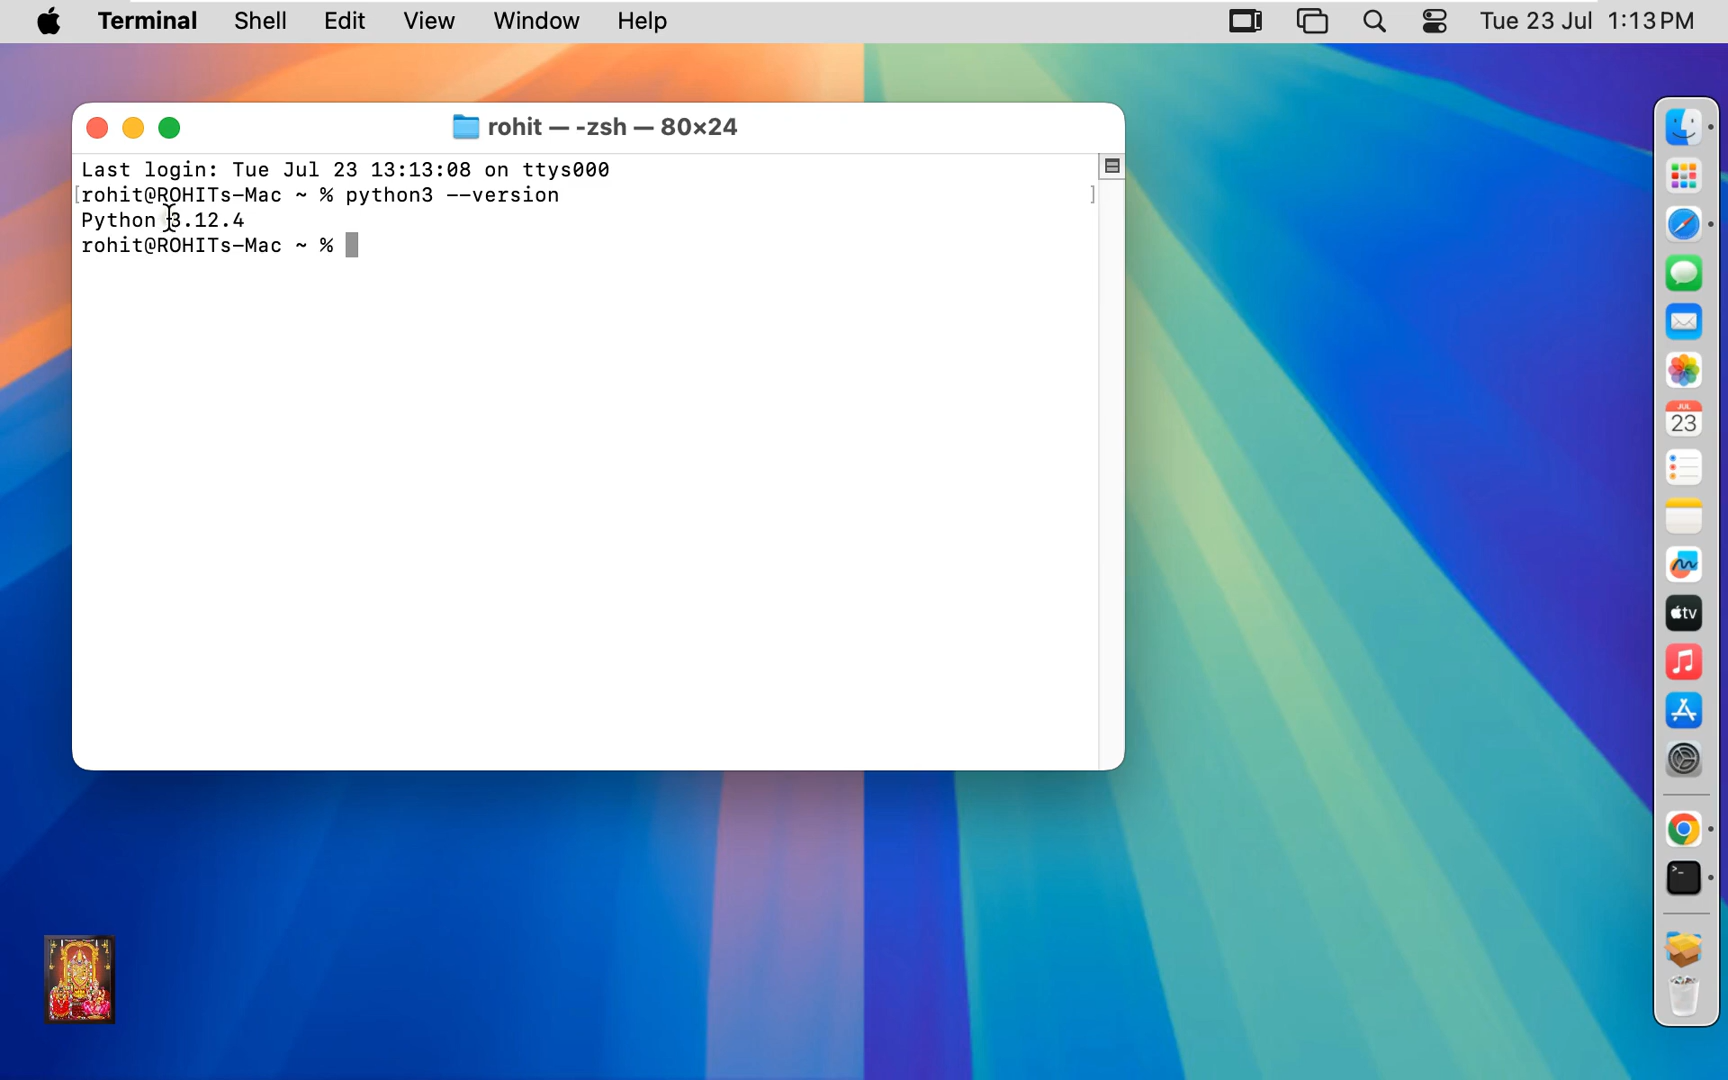 Terminal Shell Edit View Window Help Tue 23 Jul 1:13 PM
rohit — -zsh — 80×24
Last login: Tue Jul 23 13:13:08 on ttys000
[rohit@ROHITs-Mac ~ % python3 --version ]
Python 3.12.4
rohit@ROHITs-Mac ~ %
JUL
23
tv
>_